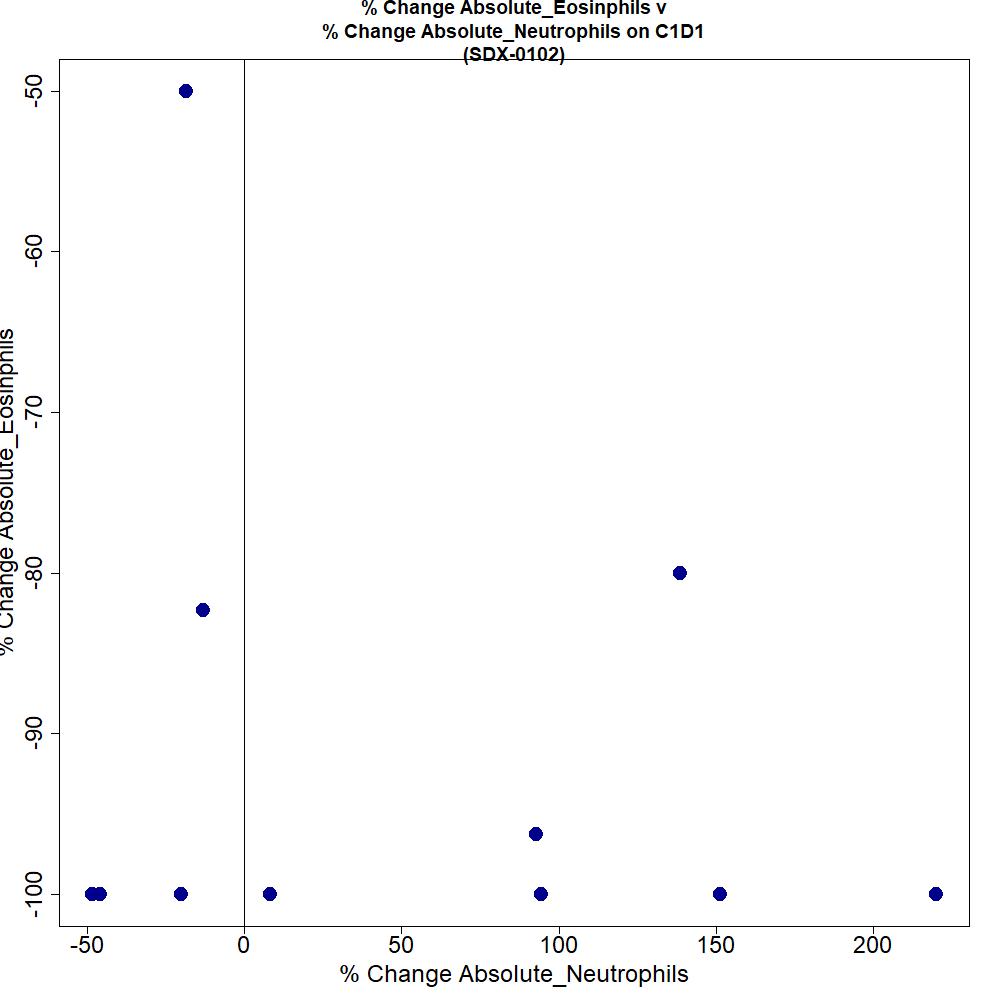 % Change Absolute_Eosinphils v
% Change Absolute_Neutrophils on C1D1
(SDX-0102)
% Change Absolute_Eosinphils
-50
-60
-70
-80
-90
-100
-50
0
50
100
150
200
% Change Absolute_Neutrophils